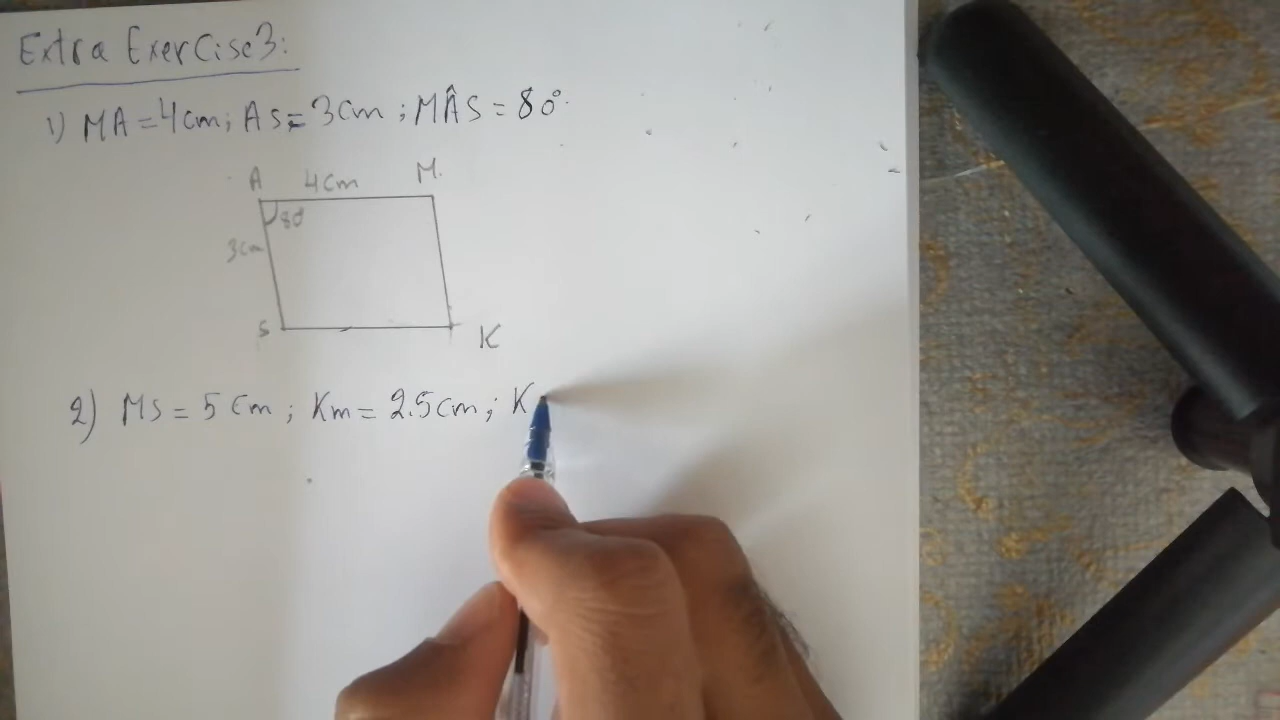 Extra Exercise3:
1) MA = 4cm; AS = 3cm; MÂS = 80°.
A 4cm M.
80°
3cm
S K
2) MS = 5cm; Km = 2.5cm; K